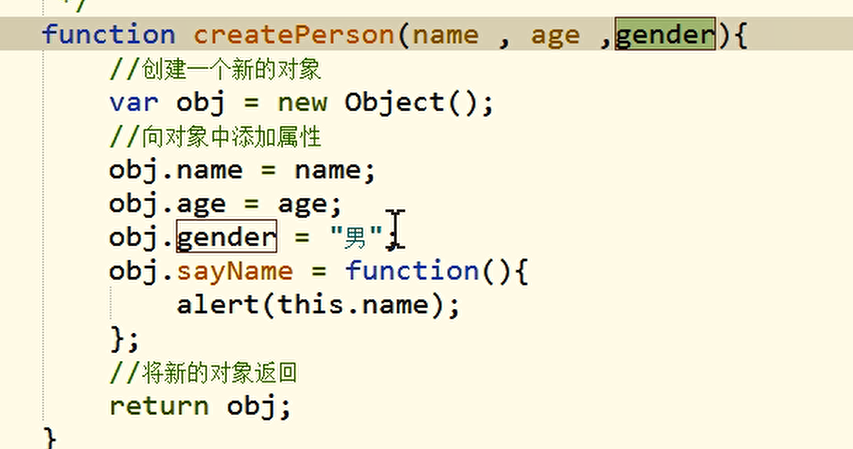 */
function createPerson(name , age ,gender){
//创建一个新的对象
var obj = new Object();
//向对象中添加属性
obj.name = name;
obj.age = age;
obj.gender = "男";
obj.sayName = function(){
alert(this.name);
};
//将新的对象返回
return obj;
}